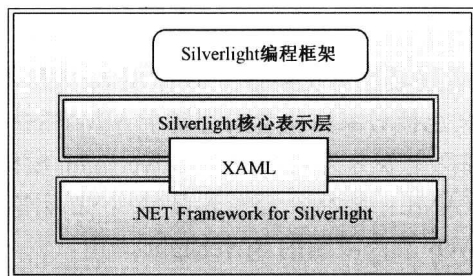 Silverlight编程框架
Silverlight核心表示层
XAML
.NET Framework for Silverlight